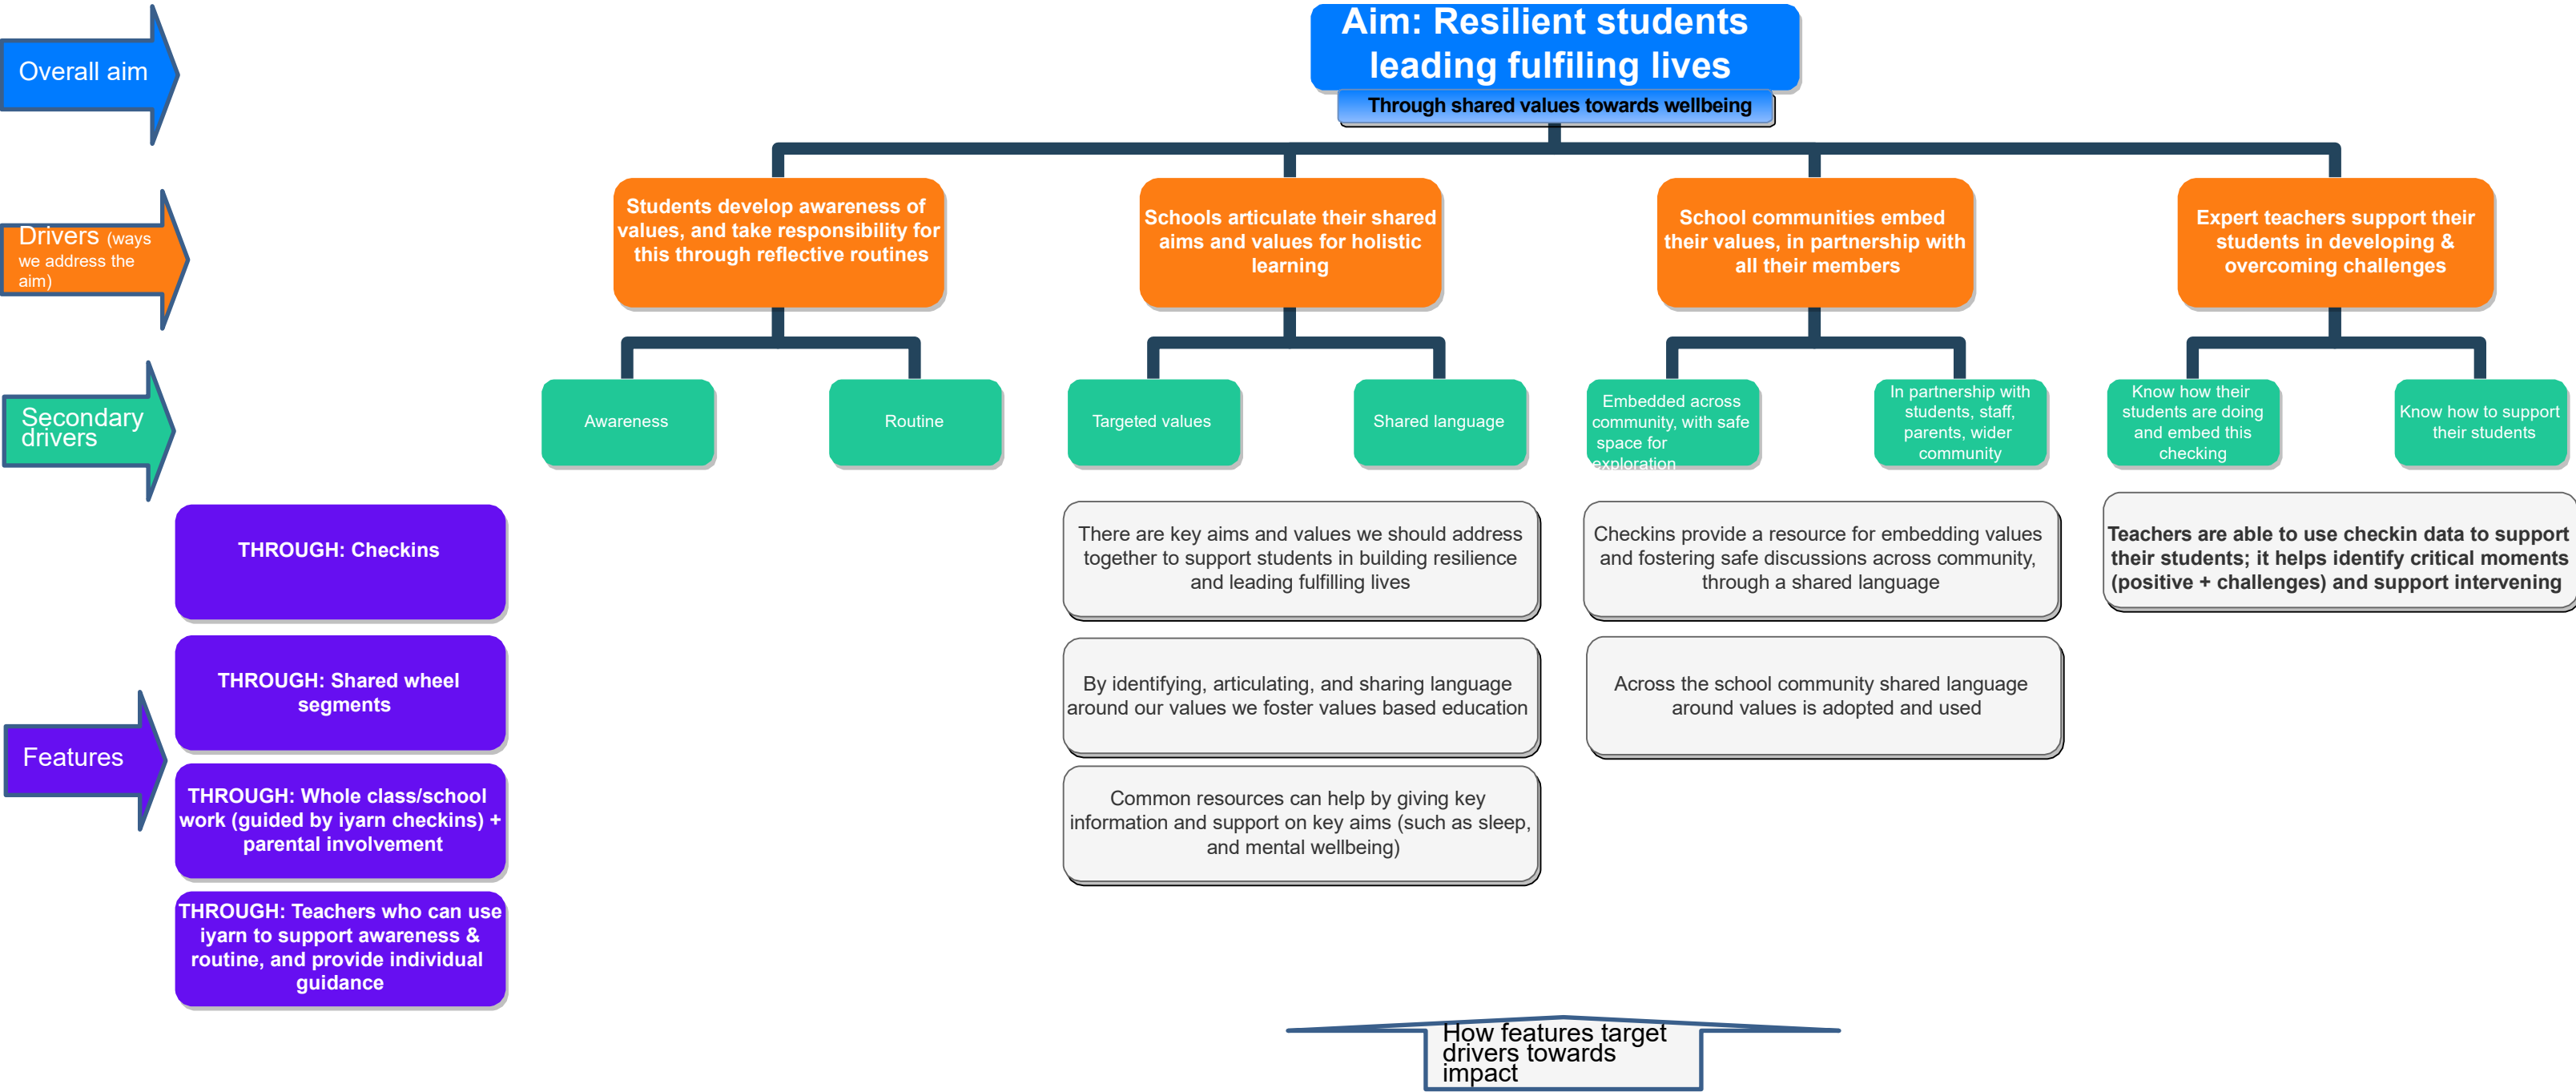 Overall aim
Aim: Resilient students
leading fulfiling lives
Through shared values towards wellbeing
Drivers (ways
we address the
aim)
Students develop awareness of
values, and take responsibility for
this through reflective routines
Schools articulate their shared
aims and values for holistic
learning
School communities embed
their values, in partnership with
all their members
Expert teachers support their
students in developing &
overcoming challenges
Secondary
drivers
Awareness
Routine
Targeted values
Shared language
Embedded across
community, with safe
space for
exploration
In partnership with
students, staff,
parents, wider
community
Know how their
students are doing
and embed this
checking
Know how to support
their students
Features
THROUGH: Checkins
There are key aims and values we should address
together to support students in building resilience
and leading fulfilling lives
Checkins provide a resource for embedding values
and fostering safe discussions across community,
through a shared language
Teachers are able to use checkin data to support
their students; it helps identify critical moments
(positive + challenges) and support intervening
THROUGH: Shared wheel
segments
By identifying, articulating, and sharing language
around our values we foster values based education
Across the school community shared language
around values is adopted and used
THROUGH: Whole class/school
work (guided by iyarn checkins) +
parental involvement
Common resources can help by giving key
information and support on key aims (such as sleep,
and mental wellbeing)
THROUGH: Teachers who can use
iyarn to support awareness &
routine, and provide individual
guidance
How features target
drivers towards
impact